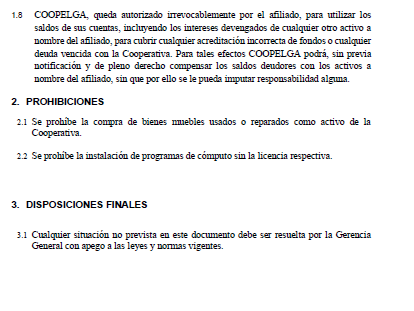 1.8 COOPELGA, queda autorizado irrevocablemente por el afiliado, para utilizar los
saldos de sus cuentas, incluyendo los intereses devengados de cualquier otro activo a
nombre del afiliado, para cubrir cualquier acreditación incorrecta de fondos o cualquier
deuda vencida con la Cooperativa. Para tales efectos COOPELGA podrá, sin previa
notificación y de pleno derecho compensar los saldos deudores con los activos a
nombre del afiliado, sin que por ello se le pueda imputar responsabilidad alguna.
2. PROHIBICIONES
2.1 Se prohíbe la compra de bienes muebles usados o reparados como activo de la
Cooperativa.
2.2 Se prohíbe la instalación de programas de cómputo sin la licencia respectiva.
3. DISPOSICIONES FINALES
3.1 Cualquier situación no prevista en este documento debe ser resuelta por la Gerencia
General con apego a las leyes y normas vigentes.